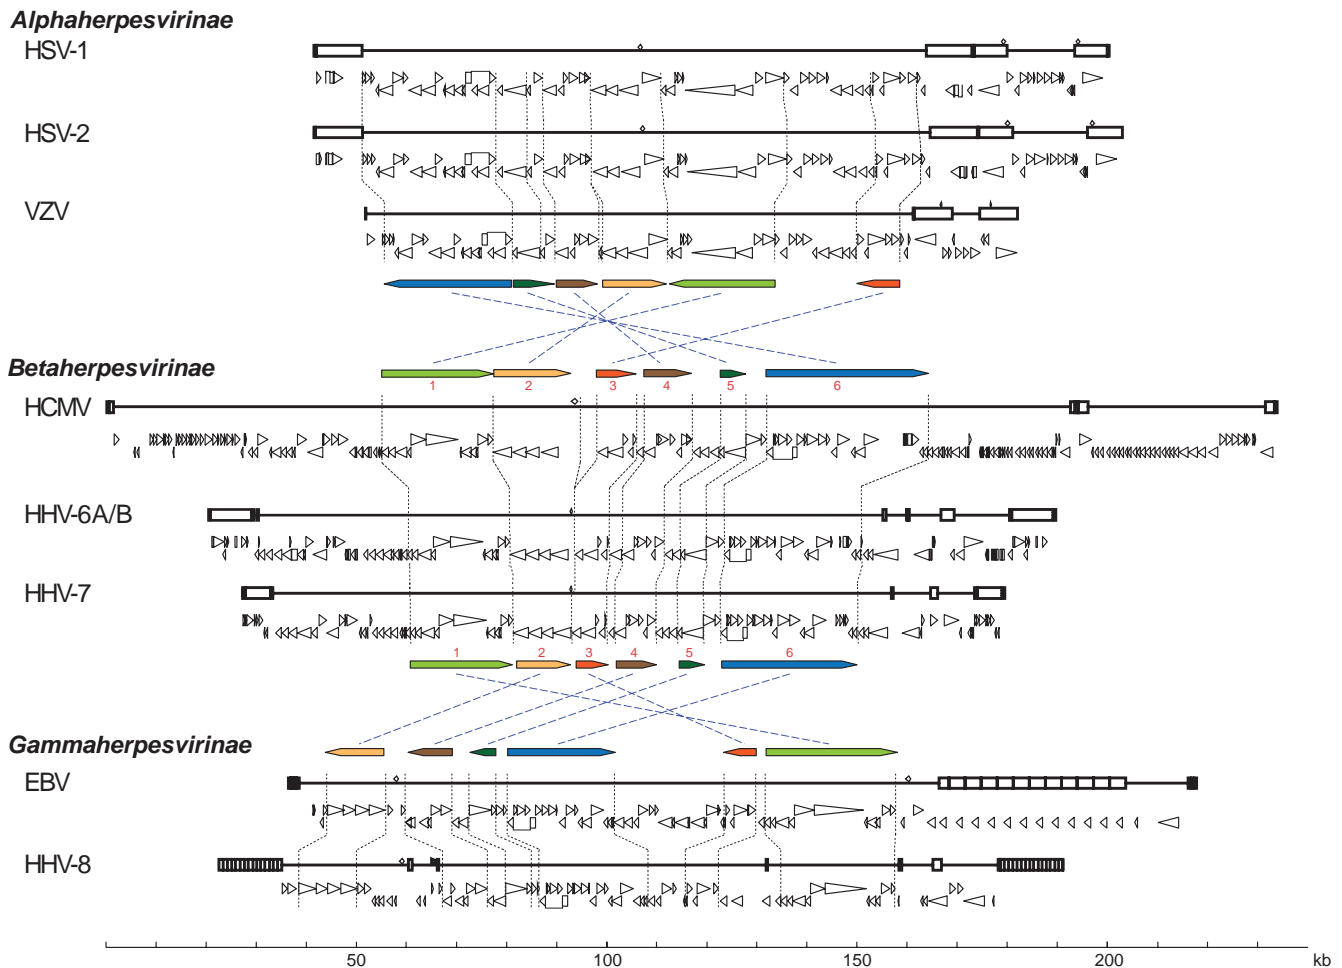 Alphaherpesvirinae
HSV-1
HSV-2
VZV
Betaherpesvirinae
1 2 3 4 5 6
HCMV
HHV-6A/B
HHV-7
1 2 3 4 5 6
Gammaherpesvirinae
EBV
HHV-8
50 100 150 200 kb